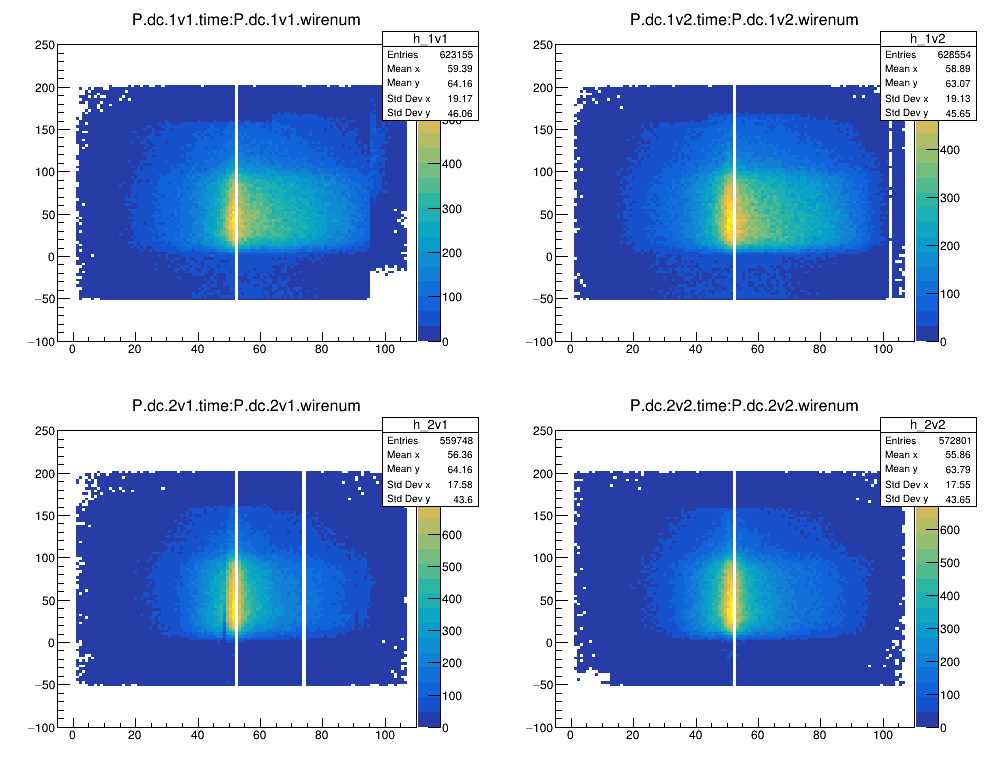 P.dc.1v1.time:P.dc.1v1.wirenum
h_1v1
Entries 623155
Mean x 59.39
Mean y 64.16
Std Dev x 19.17
Std Dev y 46.06
250
200
150
100
50
0
−50
−100
0 20 40 60 80 100
500
400
300
200
100
0
P.dc.1v2.time:P.dc.1v2.wirenum
h_1v2
Entries 628554
Mean x 58.89
Mean y 63.07
Std Dev x 19.13
Std Dev y 45.65
250
200
150
100
50
0
−50
−100
0 20 40 60 80 100
400
300
200
100
0
P.dc.2v1.time:P.dc.2v1.wirenum
h_2v1
Entries 559748
Mean x 56.36
Mean y 64.16
Std Dev x 17.58
Std Dev y 43.6
250
200
150
100
50
0
−50
−100
0 20 40 60 80 100
600
500
400
300
200
100
0
P.dc.2v2.time:P.dc.2v2.wirenum
h_2v2
Entries 572801
Mean x 55.86
Mean y 63.79
Std Dev x 17.55
Std Dev y 43.65
250
200
150
100
50
0
−50
−100
0 20 40 60 80 100
600
500
400
300
200
100
0